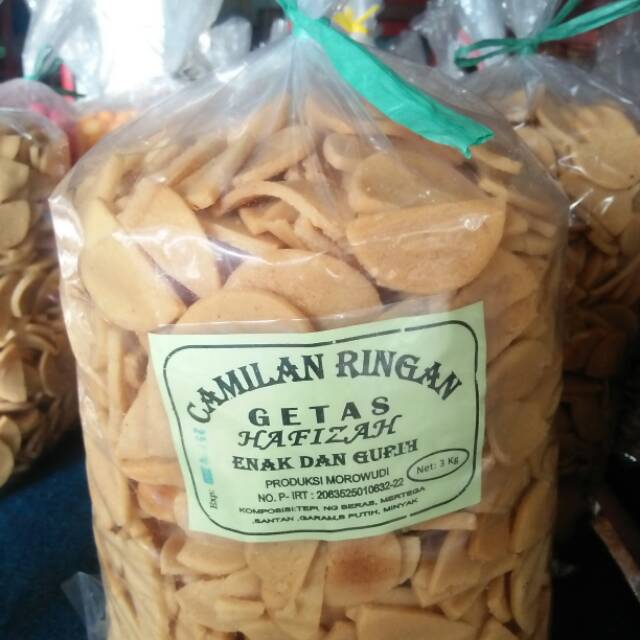 CAMILAN RINGAN
GETAS
HAFIZAH
ENAK DAN GURIH
Net: 3 Kg
PRODUKSI MOROWUDI
NO. P- IRT : 2063525010632-22
KOMPOSISI:TEPUNG BERAS, MERTEGA
,SANTAN ,GARAM,B PUTIH, MINYAK
EXP: